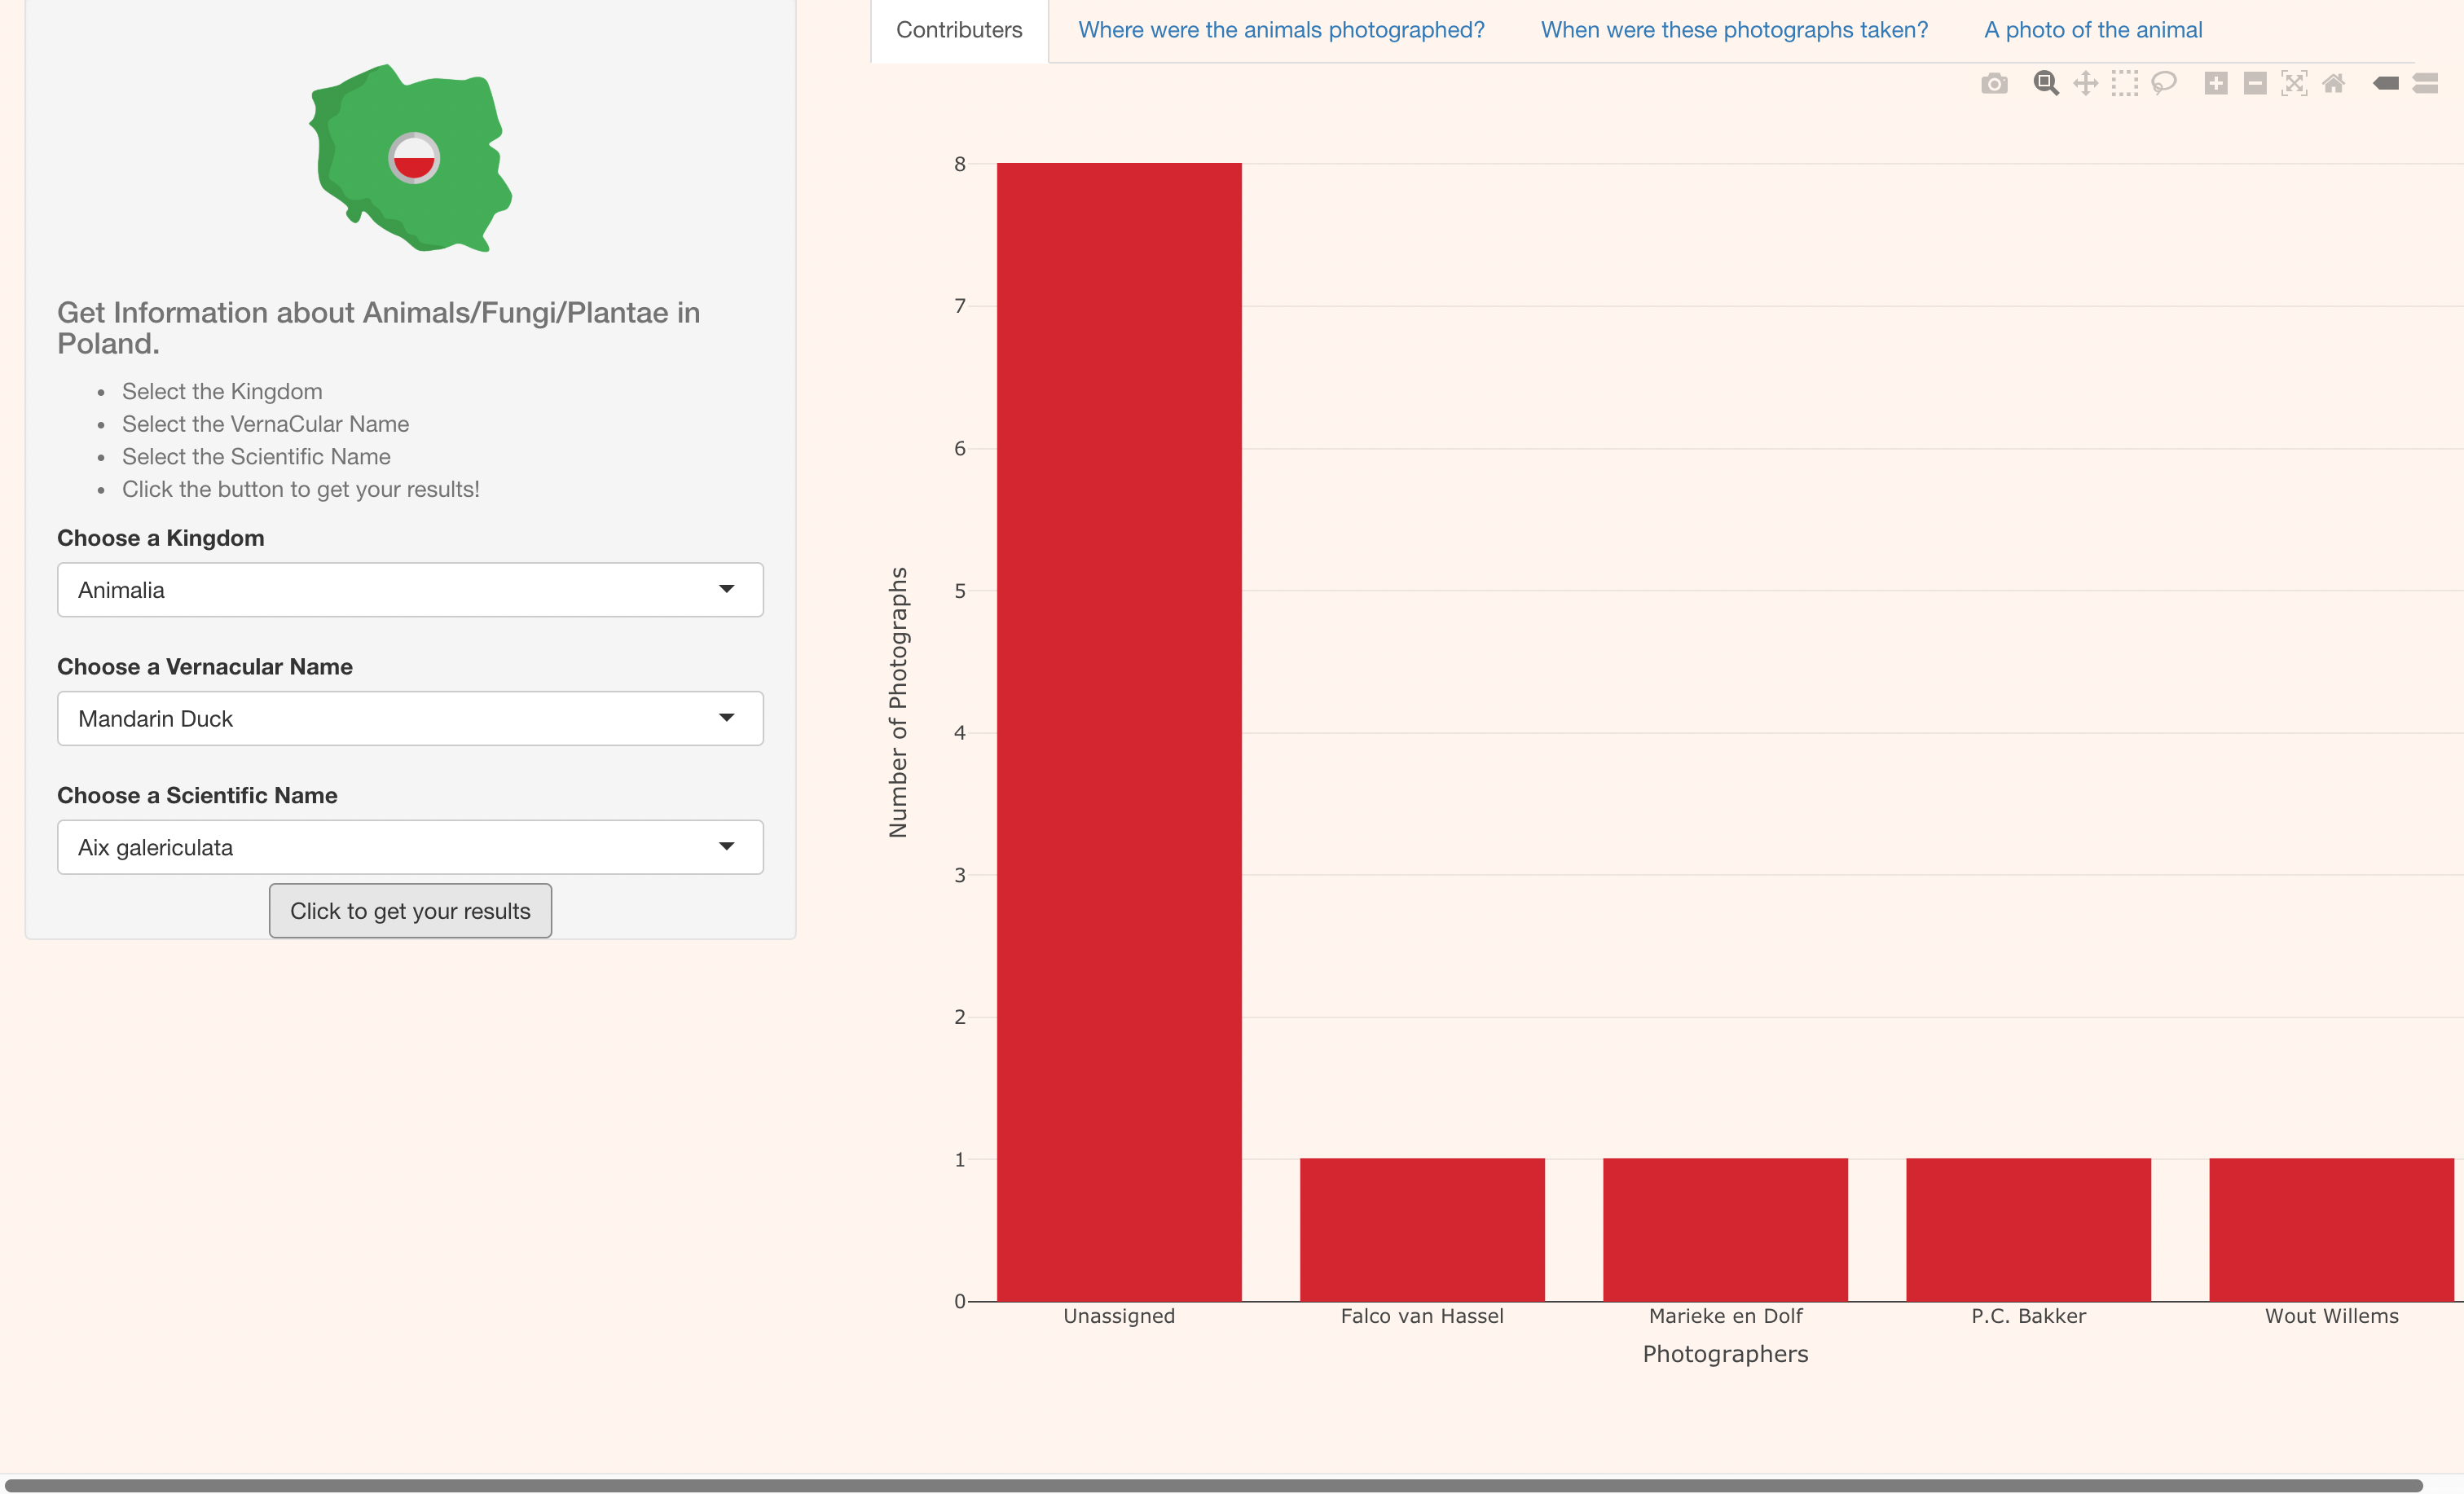 Get Information about Animals/Fungi/Plantae in
Poland.
Select the Kingdom
Select the VernaCular Name
Select the Scientific Name
Click the button to get your results!
Choose a Kingdom
Animalia
Choose a Vernacular Name
Mandarin Duck
Choose a Scientific Name
Aix galericulata
Click to get your results
Contributers
Where were the animals photographed?
When were these photographs taken?
A photo of the animal
Number of Photographs
8
7
6
5
4
3
2
1
0
Unassigned
Falco van Hassel
Marieke en Dolf
P.C. Bakker
Wout Willems
Photographers